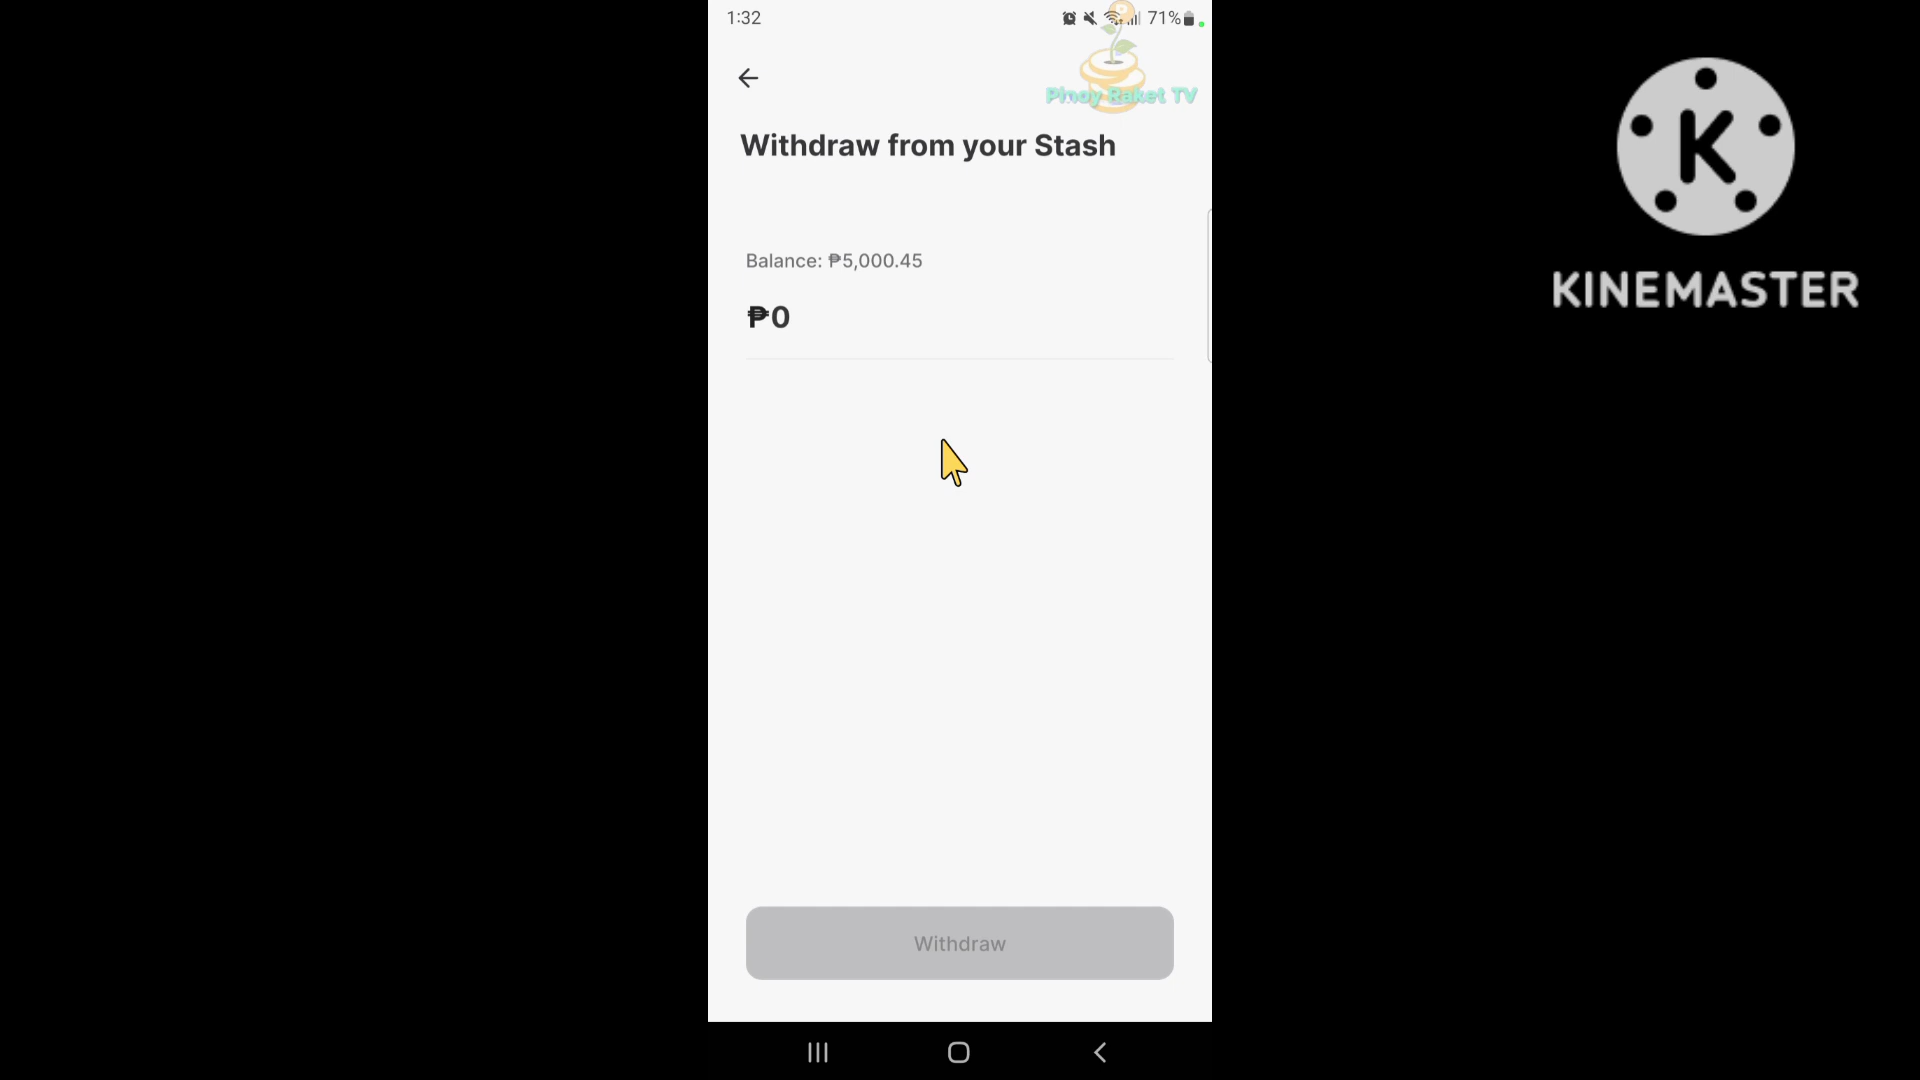 1:32
71%
Pinoy Raket TV
Withdraw from your Stash
Balance: ₱5,000.45
₱0
Withdraw
K
KINEMASTER